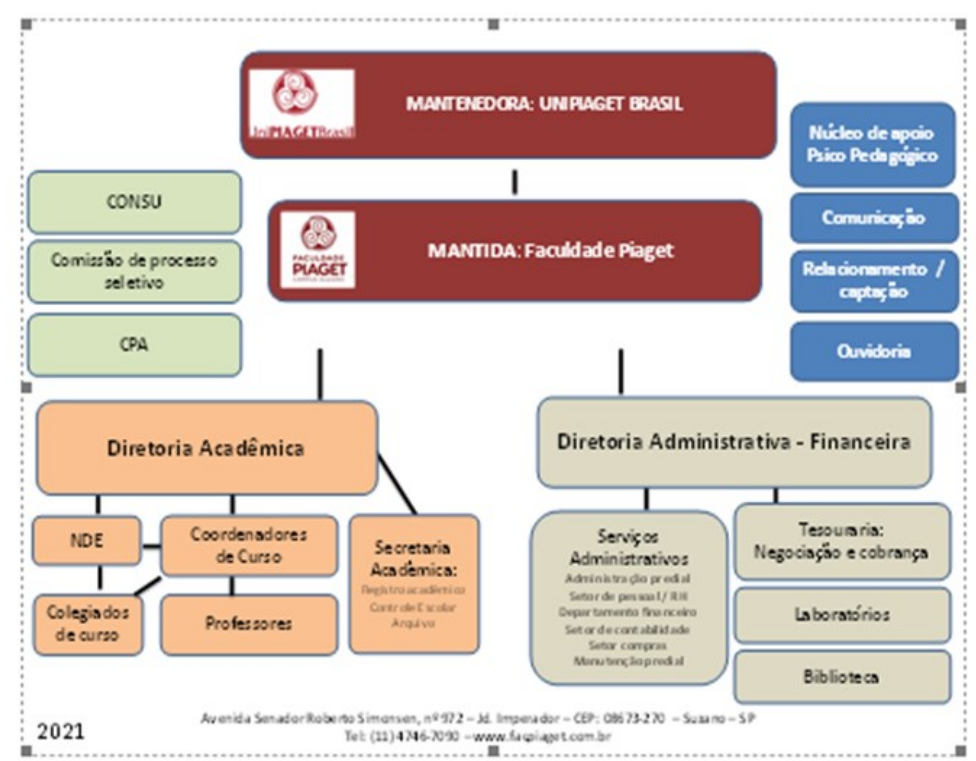 UniPIAGETBrasil
MANTENEDORA: UNIPIAGET BRASIL
Núcleo de apoio
Psico Pedagógico
Comunicação
Relacionamento /
captação
Ouvidoria
CONSU
Comissão de processo
seletivo
CPA
FACULDADE
PIAGET
MANTIDA: Faculdade Piaget
Diretoria Acadêmica
NDE
Coordenadores
de Curso
Colegiados
de curso
Professores
Secretaria
Acadêmica:
Registro acadêmico
Controle Escolar
Arquivo
Diretoria Administrativa - Financeira
Serviços
Administrativos
Administração predial
Setor de pessoal / RH
Departamento financeiro
Setor de contabilidade
Setor compras
Manutenção predial
Tesouraria:
Negociação e cobrança
Laboratórios
Biblioteca
2021
Avenida Senador Roberto Simonsen, nº 972 – Jd. Imperador – CEP: 08673-270 – Suzano – SP
Tel: (11) 4746-7090 – www.faspiaget.com.br